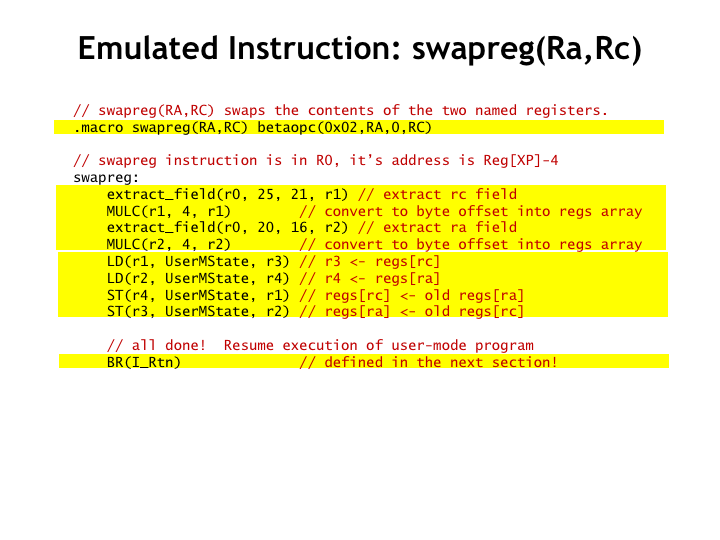 Emulated Instruction: swapreg(Ra,Rc)
// swapreg(RA,RC) swaps the contents of the two named registers.
.macro swapreg(RA,RC) betaopc(0x02,RA,0,RC)
// swapreg instruction is in R0, it’s address is Reg[XP]-4
swapreg:
extract_field(r0, 25, 21, r1) // extract rc field
MULC(r1, 4, r1) // convert to byte offset into regs array
extract_field(r0, 20, 16, r2) // extract ra field
MULC(r2, 4, r2) // convert to byte offset into regs array
LD(r1, UserMState, r3) // r3 <- regs[rc]
LD(r2, UserMState, r4) // r4 <- regs[ra]
ST(r4, UserMState, r1) // regs[rc] <- old regs[ra]
ST(r3, UserMState, r2) // regs[ra] <- old regs[rc]
// all done!  Resume execution of user-mode program
BR(I_Rtn) // defined in the next section!